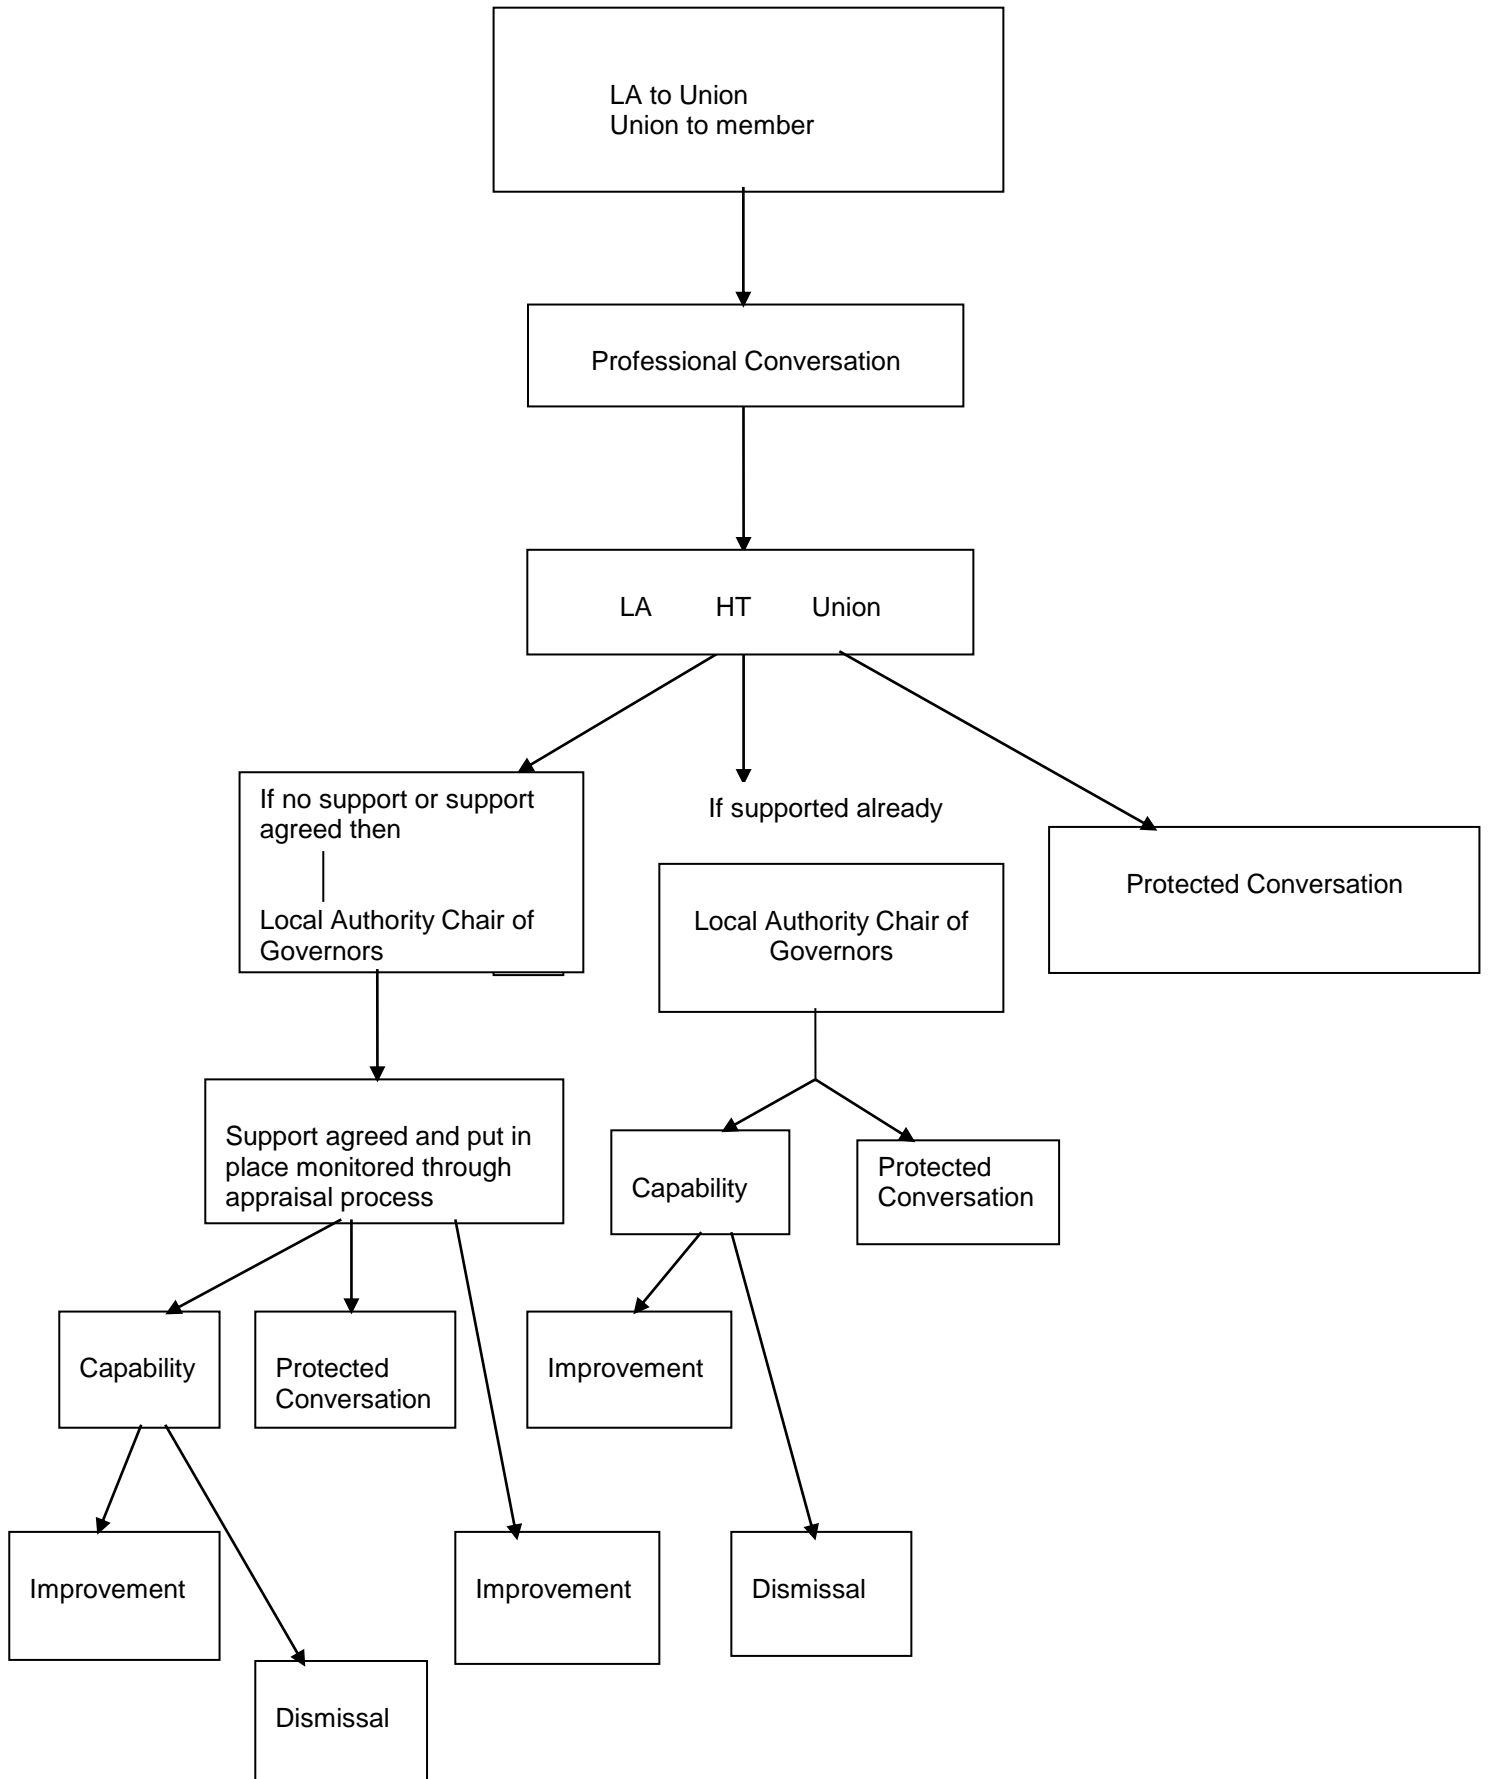 LA to Union
Union to member
Professional Conversation
LA HT Union
If no support or support
agreed then
Local Authority Chair of
Governors
If supported already
Local Authority Chair of
Governors
Protected Conversation
Support agreed and put in
place monitored through
appraisal process
Capability
Protected
Conversation
Capability
Protected
Conversation
Improvement
Improvement
Improvement
Dismissal
Dismissal